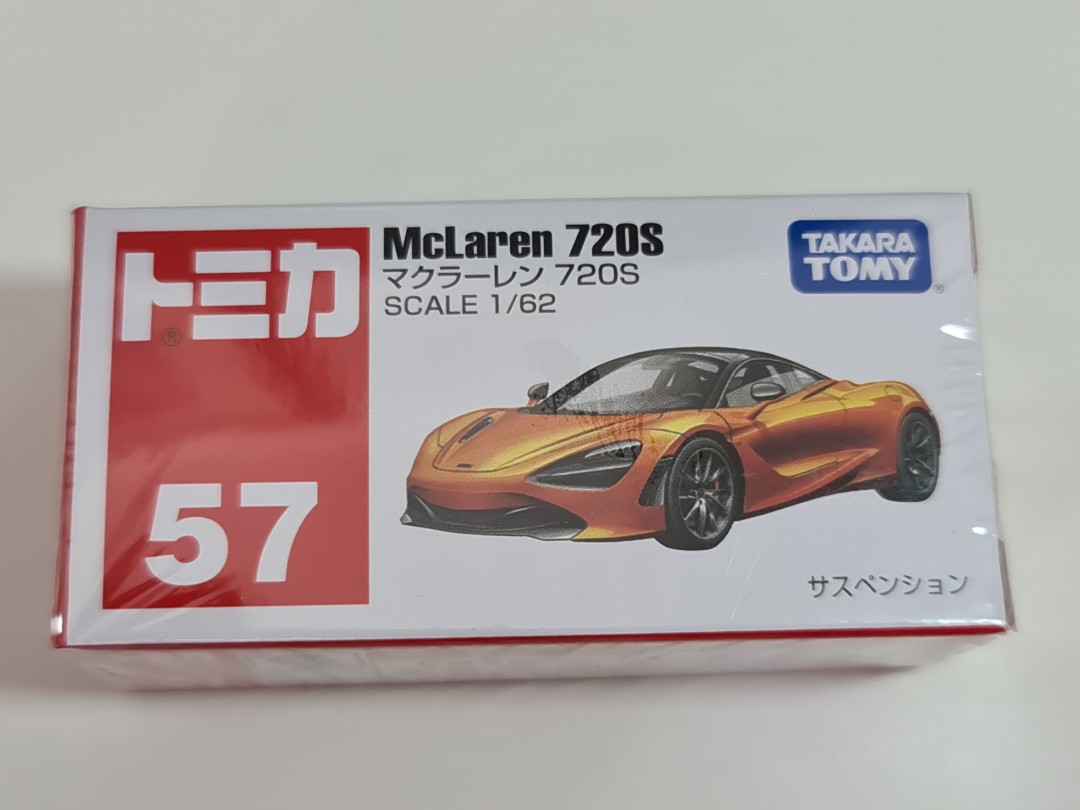 トミカ
®
57
McLaren 720S
マクラーレン 720S
SCALE 1/62
TAKARA
TOMY
®
サスペンション